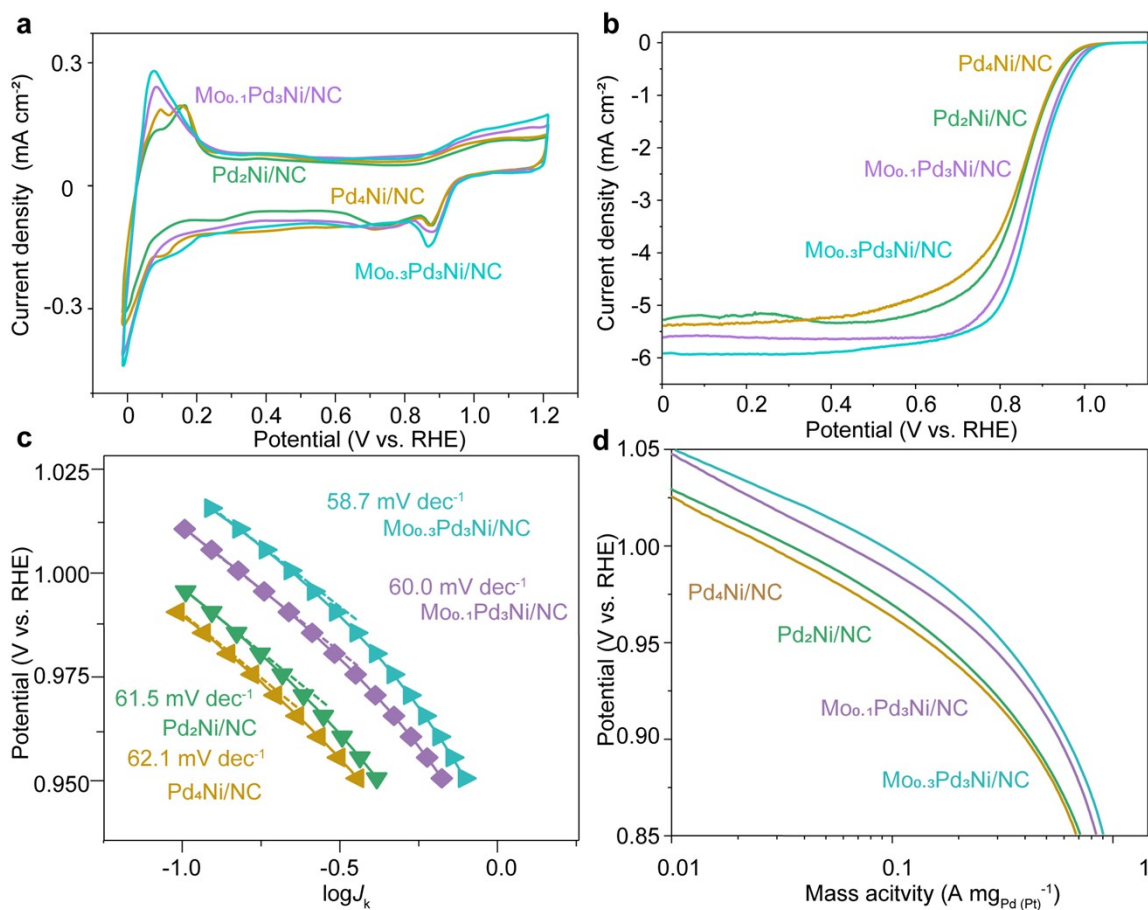 a
0.3
0
-0.3
Current density (mA cm⁻²)
Mo₀.₁Pd₃Ni/NC
Pd₂Ni/NC
Pd₄Ni/NC
Mo₀.₃Pd₃Ni/NC
0 0.2 0.4 0.6 0.8 1.0 1.2
Potential (V vs. RHE)
b
0
-1
-2
-3
-4
-5
-6
Current density (mA cm⁻²)
Pd₄Ni/NC
Pd₂Ni/NC
Mo₀.₁Pd₃Ni/NC
Mo₀.₃Pd₃Ni/NC
0 0.2 0.4 0.6 0.8 1.0
Potential (V vs. RHE)
c
1.025
1.000
0.975
0.950
Potential (V vs. RHE)
58.7 mV dec⁻¹
Mo₀.₃Pd₃Ni/NC
60.0 mV dec⁻¹
Mo₀.₁Pd₃Ni/NC
61.5 mV dec⁻¹
Pd₂Ni/NC
62.1 mV dec⁻¹
Pd₄Ni/NC
-1.0 -0.5 0.0
logJₖ
d
1.05
1.00
0.95
0.90
0.85
Potential (V vs. RHE)
Pd₄Ni/NC
Pd₂Ni/NC
Mo₀.₁Pd₃Ni/NC
Mo₀.₃Pd₃Ni/NC
0.01 0.1 1
Mass acitvity (A mg Pd (Pt)⁻¹)